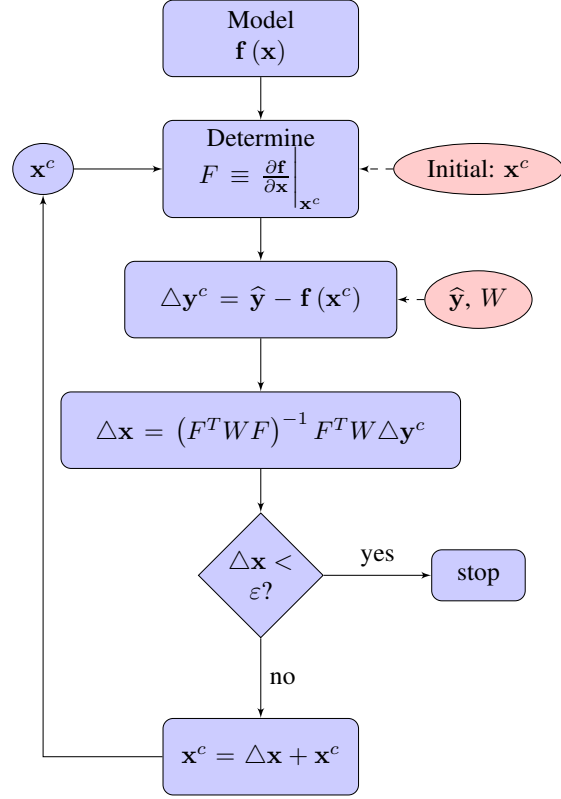 Model
f (x)
Determine
x^c
F ≡ ∂f/∂x |_{x^c}
Initial: x^c
△y^c = ŷ − f (x^c)
ŷ, W
△x = (F^T W F)^{−1} F^T W △y^c
△x <
ε?
yes
stop
no
x^c = △x + x^c